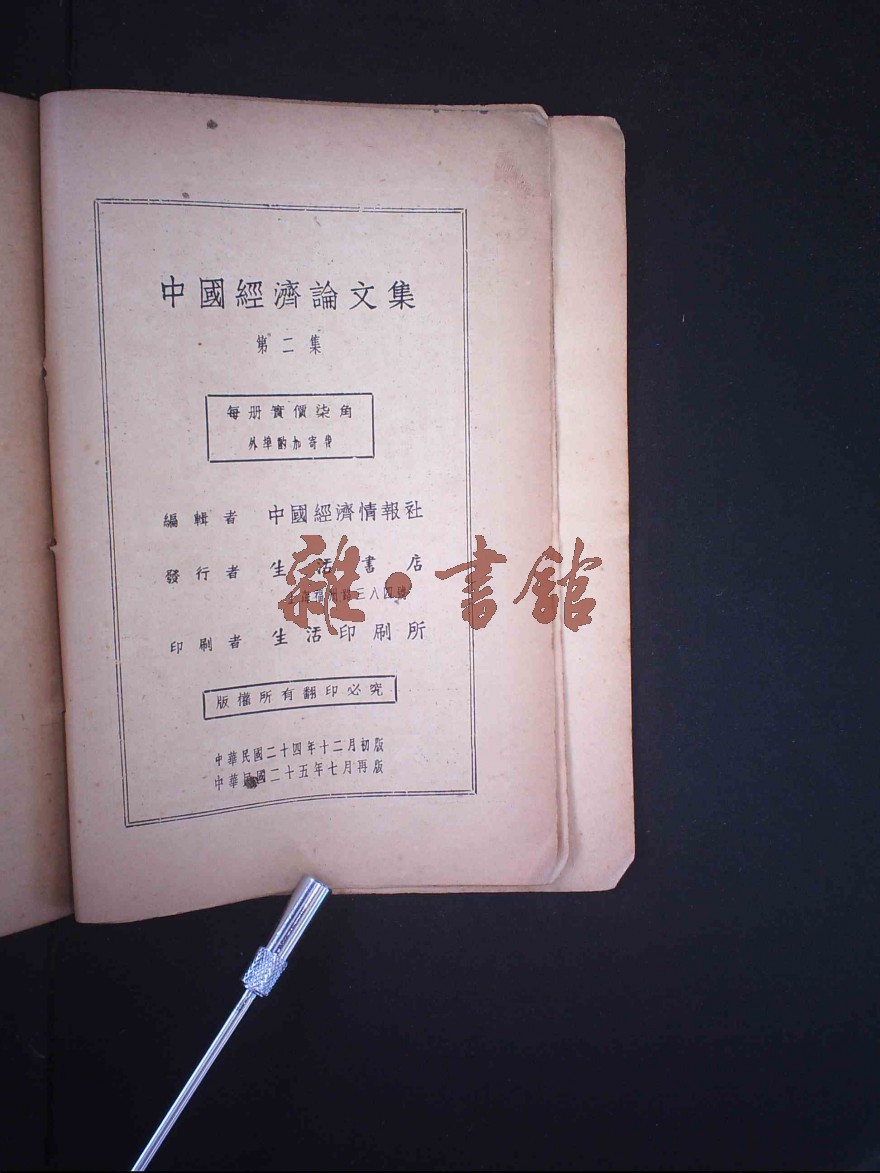 中國經濟論文集
第二集
每册實價柒角
外埠酌加寄費
編輯者 中國經濟情報社
發行者 生活書店
三八四號
印刷者 生活印刷所
版權所有翻印必究
中華民國二十四年十二月初版
中華民國二十五年七月再版
雜·書館